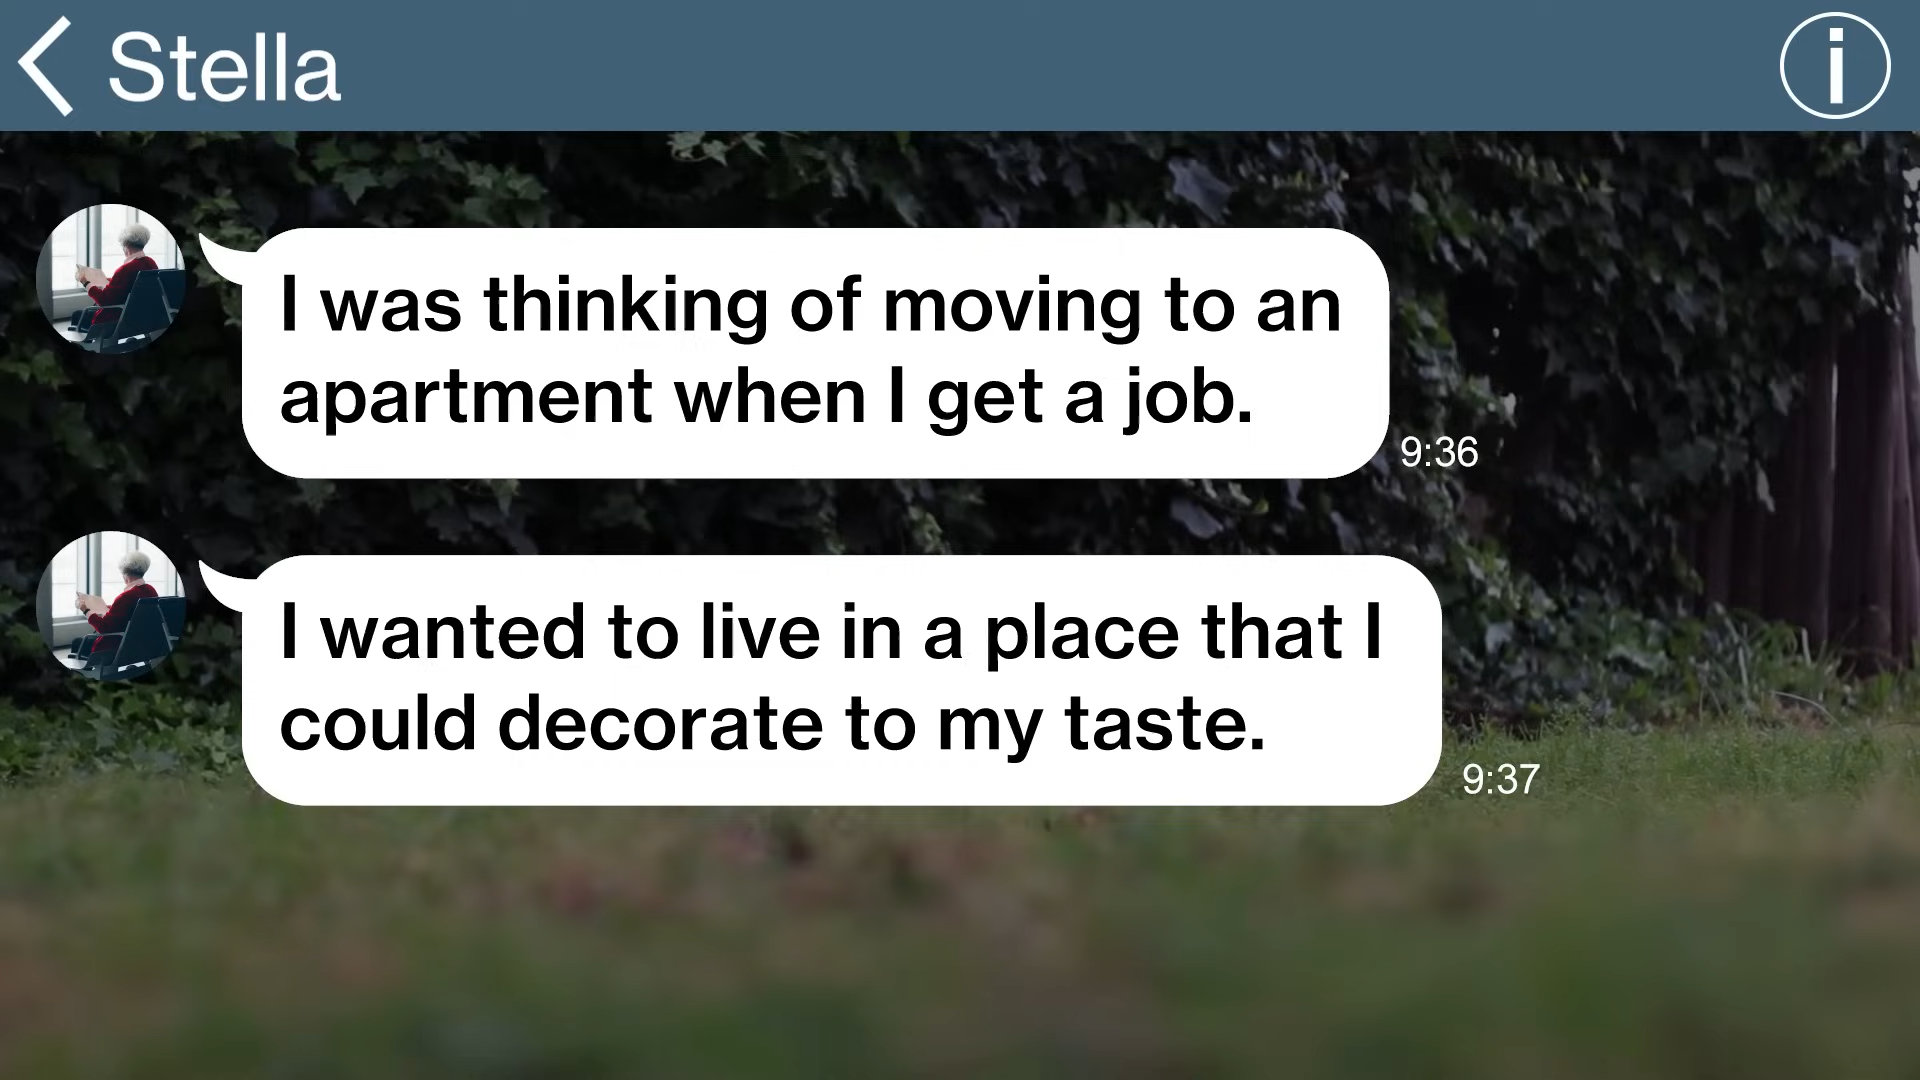 Stella
i
I was thinking of moving to an
apartment when I get a job.
9:36
I wanted to live in a place that I
could decorate to my taste.
9:37